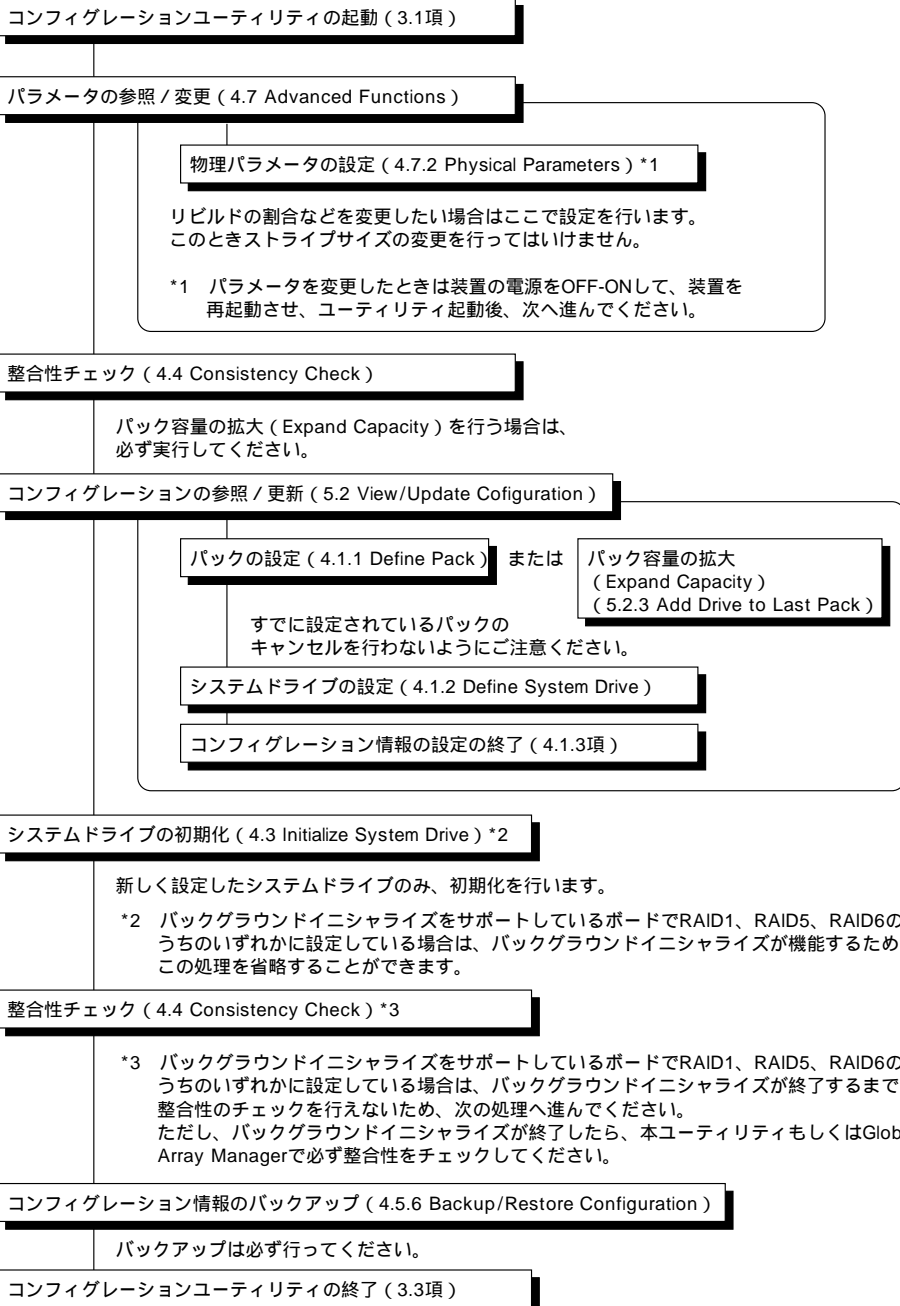 コンフィグレーションユーティリティの起動（3.1項）
パラメータの参照／変更（4.7 Advanced Functions）
物理パラメータの設定（4.7.2 Physical Parameters）*1
リビルドの割合などを変更したい場合はここで設定を行います。
このときストライプサイズの変更を行ってはいけません。
*1　パラメータを変更したときは装置の電源をOFF-ONして、装置を
再起動させ、ユーティリティ起動後、次へ進んでください。
整合性チェック（4.4 Consistency Check）
パック容量の拡大（Expand Capacity）を行う場合は、
必ず実行してください。
コンフィグレーションの参照／更新（5.2 View/Update Cofiguration）
パックの設定（4.1.1 Define Pack）
または
パック容量の拡大
（Expand Capacity）
（5.2.3 Add Drive to Last Pack）
すでに設定されているパックの
キャンセルを行わないようにご注意ください。
システムドライブの設定（4.1.2 Define System Drive）
コンフィグレーション情報の設定の終了（4.1.3項）
システムドライブの初期化（4.3 Initialize System Drive）*2
新しく設定したシステムドライブのみ、初期化を行います。
*2　バックグラウンドイニシャライズをサポートしているボードでRAID1、RAID5、RAID6の
うちのいずれかに設定している場合は、バックグラウンドイニシャライズが機能するため
この処理を省略することができます。
整合性チェック（4.4 Consistency Check）*3
*3　バックグラウンドイニシャライズをサポートしているボードでRAID1、RAID5、RAID6の
うちのいずれかに設定している場合は、バックグラウンドイニシャライズが終了するまで
整合性のチェックを行えないため、次の処理へ進んでください。
ただし、バックグラウンドイニシャライズが終了したら、本ユーティリティもしくはGlob
Array Managerで必ず整合性をチェックしてください。
コンフィグレーション情報のバックアップ（4.5.6 Backup/Restore Configuration）
バックアップは必ず行ってください。
コンフィグレーションユーティリティの終了（3.3項）